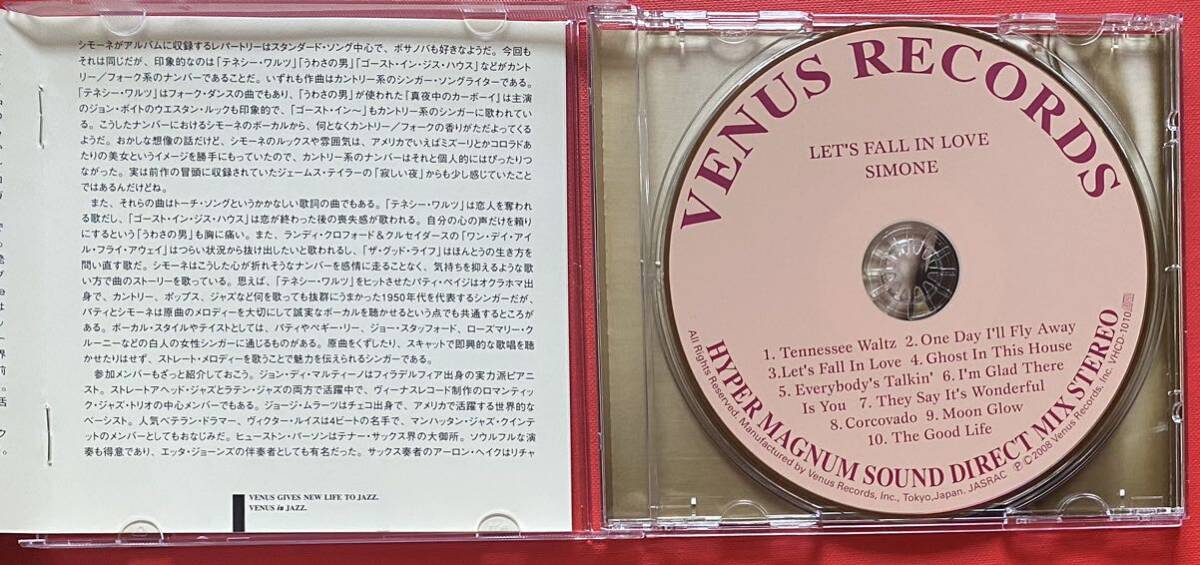 シモーネがアルバムに収録するレパートリーはスタンダード・ソング中心で、ボサノバも好きなようだ。今回も
それは同じだが、印象的なのは「テネシー・ワルツ」「うわさの男」「ゴースト・イン・ジス・ハウス」などがカント
リー／フォーク系のナンバーであることだ。いずれも作曲はカントリー系のシンガー・ソングライターである。
「テネシー・ワルツ」はフォーク・ダンスの曲でもあり、「うわさの男」が使われた「真夜中のカーボーイ」は主演
のジョン・ボイトのウエスタン・ルックも印象的で、「ゴースト・イン〜」もカントリー系のシンガーに歌われてい
る。こうしたナンバーにおけるシモーネのボーカルから、何となくカントリー／フォークの香りがただよってくる
ようだ。おかしな想像の話だけど、シモーネのルックスや雰囲気は、アメリカでいえばミズーリとかコロラドあ
たりの美女というイメージを勝手にもっていたので、カントリー系のナンバーはそれと個人的にはぴったりつ
ながった。実は前作の冒頭に収録されていたジェームス・テイラーの「寂しい夜」からも少し感じていたこと
ではあるんだけどね。
また、それらの曲はトーチ・ソングというかかなしい歌詞の曲でもある。「テネシー・ワルツ」は恋人を奪われ
る歌だし、「ゴースト・イン・ジス・ハウス」は恋が終わった後の喪失感が歌われる。自分の心の声だけを頼り
にするという「うわさの男」も胸に痛い。また、ランディ・クロフォード＆クルセイダースの「ワン・デイ・アイ
ル・フライ・アウェイ」はつらい状況から抜け出したいと歌われるし、「ザ・グッド・ライフ」はほんとうの生き方を
問い直す歌だ。シモーネはこうした心が折れそうなナンバーを感情に走ることなく、気持ちを抑えるような歌
い方で曲のストーリーを歌っている。思えば、「テネシー・ワルツ」をヒットさせたパティ・ペイジはオクラホマ出
身で、カントリー、ポップス、ジャズなど何を歌っても抜群にうまかった1950年代を代表するシンガーだが、
パティとシモーネは原曲のメロディーを大切にして誠実なボーカルを聴かせるという点でも共通するところが
ある。ボーカル・スタイルやテイストとしては、パティやペギー・リー、ジョー・スタッフォード、ローズマリー・ク
ルーニーなどの白人の女性シンガーに通じるものがある。原曲をくずしたり、スキャットで即興的な歌唱を聴
かせたりはせず、ストレート・メロディーを歌うことで魅力を伝えられるシンガーである。
参加メンバーもざっと紹介しておこう。ジョン・ディ・マルティーノはフィラデルフィア出身の実力派ピアニ
スト。ストレートアヘッド・ジャズとラテン・ジャズの両方で活躍中で、ヴィーナスレコード制作のロマンティッ
ク・ジャズ・トリオの中心メンバーでもある。ジョージ・ムラーツはチェコ出身で、アメリカで活躍する世界的な
ベーシスト。人気ベテラン・ドラマー、ヴィクター・ルイスは4ビートの名手で、マンハッタン・ジャズ・クインテ
ットのメンバーとしてもおなじみだ。ヒューストン・パーソンはテナー・サックス界の大御所。ソウルフルな演
奏も得意であり、エッタ・ジョーンズの伴奏者としても有名だった。サックス奏者のアーロン・ヘイクはリチャ
VENUS GIVES NEW LIFE TO JAZZ.
VENUS in JAZZ.
VENUS RECORDS
LET'S FALL IN LOVE
SIMONE
1. Tennessee Waltz 2. One Day I'll Fly Away
3.Let's Fall In Love 4. Ghost In This House
5. Everybody's Talkin' 6. I'm Glad There
Is You 7. They Say It's Wonderful
8. Corcovado 9. Moon Glow
10. The Good Life
HYPER MAGNUM SOUND DIRECT MIX STEREO
All Rights Reserved. Manufactured by Venus Records, Inc., Tokyo,Japan. JASRAC ℗©2008 Venus Records, Inc. VHCD-1010